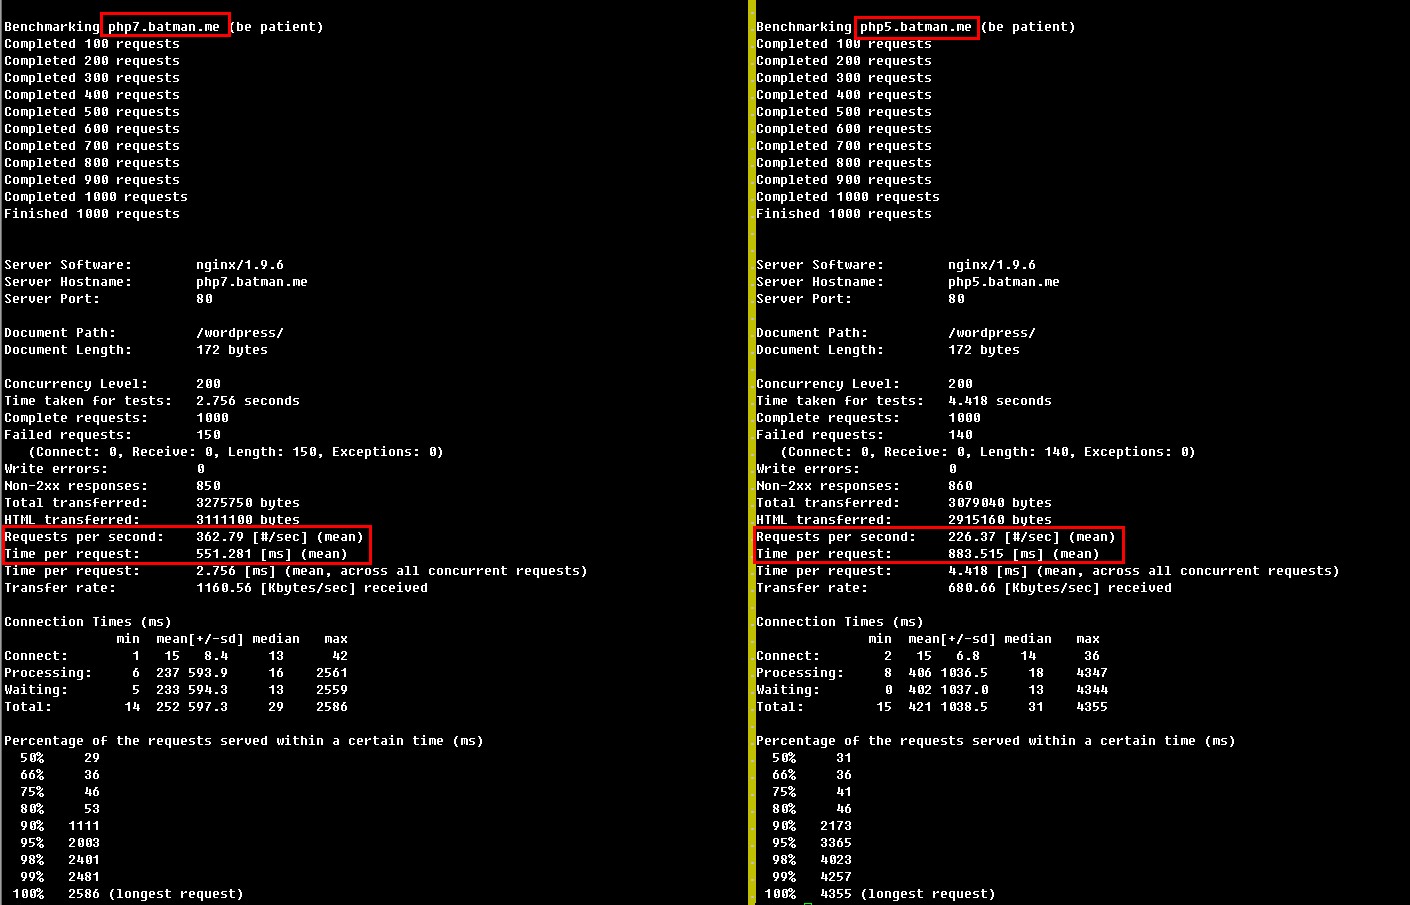 Benchmarking php7.batman.me (be patient)
Completed 100 requests
Completed 200 requests
Completed 300 requests
Completed 400 requests
Completed 500 requests
Completed 600 requests
Completed 700 requests
Completed 800 requests
Completed 900 requests
Completed 1000 requests
Finished 1000 requests
Server Software: nginx/1.9.6
Server Hostname: php7.batman.me
Server Port: 80
Document Path: /wordpress/
Document Length: 172 bytes
Concurrency Level: 200
Time taken for tests: 2.756 seconds
Complete requests: 1000
Failed requests: 150
(Connect: 0, Receive: 0, Length: 150, Exceptions: 0)
Write errors: 0
Non-2xx responses: 850
Total transferred: 3275750 bytes
HTML transferred: 3111100 bytes
Requests per second: 362.79 [#/sec] (mean)
Time per request: 551.281 [ms] (mean)
Time per request: 2.756 [ms] (mean, across all concurrent requests)
Transfer rate: 1160.56 [Kbytes/sec] received
Connection Times (ms)
min mean[+/-sd] median max
Connect: 1 15 8.4 13 42
Processing: 6 237 593.9 16 2561
Waiting: 5 233 594.3 13 2559
Total: 14 252 597.3 29 2586
Percentage of the requests served within a certain time (ms)
50% 29
66% 36
75% 46
80% 53
90% 1111
95% 2003
98% 2401
99% 2481
100% 2586 (longest request)
Benchmarking php5.batman.me (be patient)
Completed 100 requests
Completed 200 requests
Completed 300 requests
Completed 400 requests
Completed 500 requests
Completed 600 requests
Completed 700 requests
Completed 800 requests
Completed 900 requests
Completed 1000 requests
Finished 1000 requests
Server Software: nginx/1.9.6
Server Hostname: php5.batman.me
Server Port: 80
Document Path: /wordpress/
Document Length: 172 bytes
Concurrency Level: 200
Time taken for tests: 4.418 seconds
Complete requests: 1000
Failed requests: 140
(Connect: 0, Receive: 0, Length: 140, Exceptions: 0)
Write errors: 0
Non-2xx responses: 860
Total transferred: 3079040 bytes
HTML transferred: 2915160 bytes
Requests per second: 226.37 [#/sec] (mean)
Time per request: 883.515 [ms] (mean)
Time per request: 4.418 [ms] (mean, across all concurrent requests)
Transfer rate: 680.66 [Kbytes/sec] received
Connection Times (ms)
min mean[+/-sd] median max
Connect: 2 15 6.8 14 36
Processing: 8 406 1036.5 18 4347
Waiting: 0 402 1037.0 13 4344
Total: 15 421 1038.5 31 4355
Percentage of the requests served within a certain time (ms)
50% 31
66% 36
75% 41
80% 46
90% 2173
95% 3365
98% 4023
99% 4257
100% 4355 (longest request)